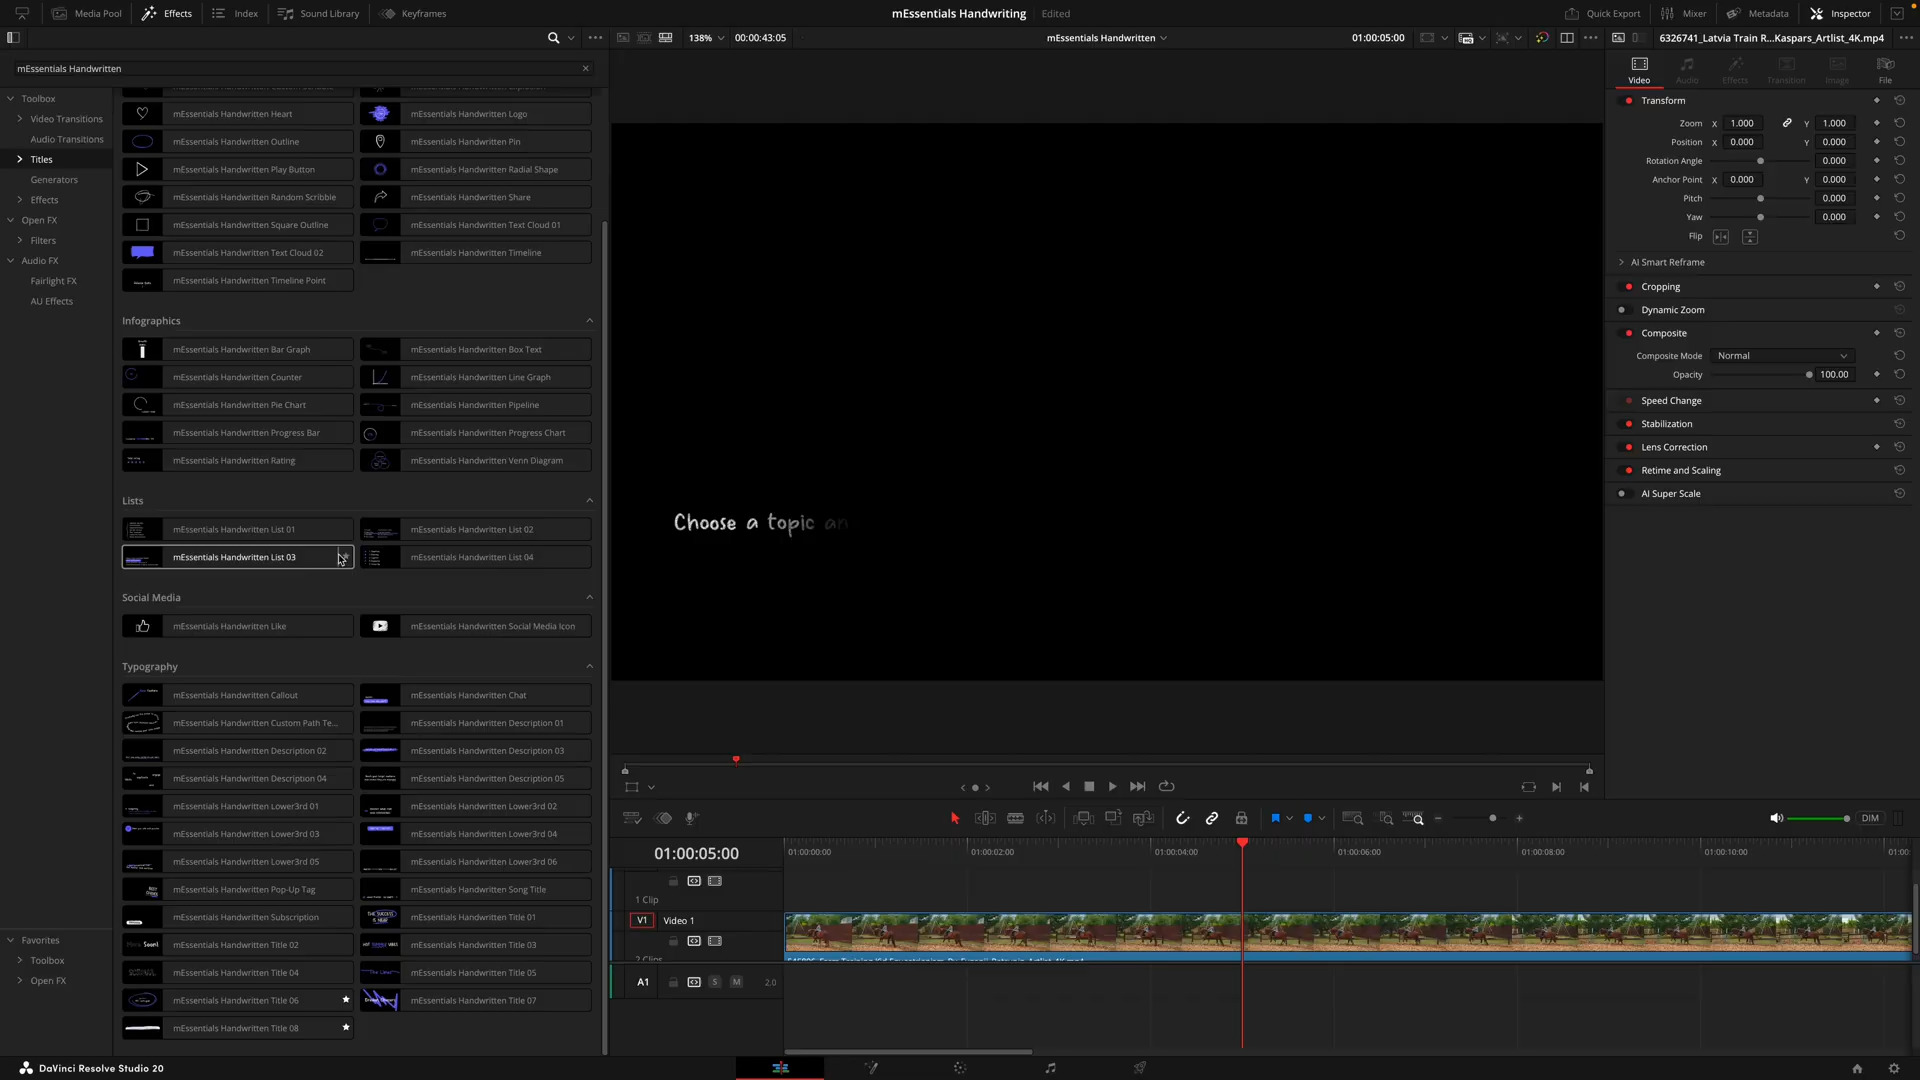 Media Pool
Effects
Index
Sound Library
Keyframes
mEssentials Handwriting
Edited
Quick Export
Mixer
Metadata
Inspector
138%
00:00:43:05
mEssentials Handwritten
01:00:05:00
6326741_Latvia Train R...Kaspars_Artlist_4K.mp4
mEssentials Handwritten
Toolbox
Video Transitions
Audio Transitions
Titles
Generators
Effects
Open FX
Filters
Audio FX
Fairlight FX
AU Effects
Favorites
Toolbox
Open FX
mEssentials Handwritten Heart
mEssentials Handwritten Logo
mEssentials Handwritten Outline
mEssentials Handwritten Pin
mEssentials Handwritten Play Button
mEssentials Handwritten Radial Shape
mEssentials Handwritten Random Scribble
mEssentials Handwritten Share
mEssentials Handwritten Square Outline
mEssentials Handwritten Text Cloud 01
mEssentials Handwritten Text Cloud 02
mEssentials Handwritten Timeline
mEssentials Handwritten Timeline Point
Infographics
mEssentials Handwritten Bar Graph
mEssentials Handwritten Box Text
mEssentials Handwritten Counter
mEssentials Handwritten Line Graph
mEssentials Handwritten Pie Chart
mEssentials Handwritten Pipeline
mEssentials Handwritten Progress Bar
mEssentials Handwritten Progress Chart
mEssentials Handwritten Rating
mEssentials Handwritten Venn Diagram
Lists
mEssentials Handwritten List 01
mEssentials Handwritten List 02
mEssentials Handwritten List 03
mEssentials Handwritten List 04
Social Media
mEssentials Handwritten Like
mEssentials Handwritten Social Media Icon
Typography
mEssentials Handwritten Callout
mEssentials Handwritten Chat
mEssentials Handwritten Custom Path Te...
mEssentials Handwritten Description 01
mEssentials Handwritten Description 02
mEssentials Handwritten Description 03
mEssentials Handwritten Description 04
mEssentials Handwritten Description 05
mEssentials Handwritten Lower3rd 01
mEssentials Handwritten Lower3rd 02
mEssentials Handwritten Lower3rd 03
mEssentials Handwritten Lower3rd 04
mEssentials Handwritten Lower3rd 05
mEssentials Handwritten Lower3rd 06
mEssentials Handwritten Pop-Up Tag
mEssentials Handwritten Song Title
mEssentials Handwritten Subscription
mEssentials Handwritten Title 01
mEssentials Handwritten Title 02
mEssentials Handwritten Title 03
mEssentials Handwritten Title 04
mEssentials Handwritten Title 05
mEssentials Handwritten Title 06
mEssentials Handwritten Title 07
mEssentials Handwritten Title 08
Choose a topic an
Video
Audio
Effects
Transition
Image
File
Transform
Zoom X 1.000 Y 1.000
Position X 0.000 Y 0.000
Rotation Angle 0.000
Anchor Point X 0.000 Y 0.000
Pitch 0.000
Yaw 0.000
Flip
AI Smart Reframe
Cropping
Dynamic Zoom
Composite
Composite Mode Normal
Opacity 100.00
Speed Change
Stabilization
Lens Correction
Retime and Scaling
AI Super Scale
DIM
01:00:05:00
01:00:00:00
01:00:02:00
01:00:04:00
01:00:06:00
01:00:08:00
01:00:10:00
01:00:
1 Clip
V1 Video 1
2 Clips
A1 S M 2.0
DaVinci Resolve Studio 20